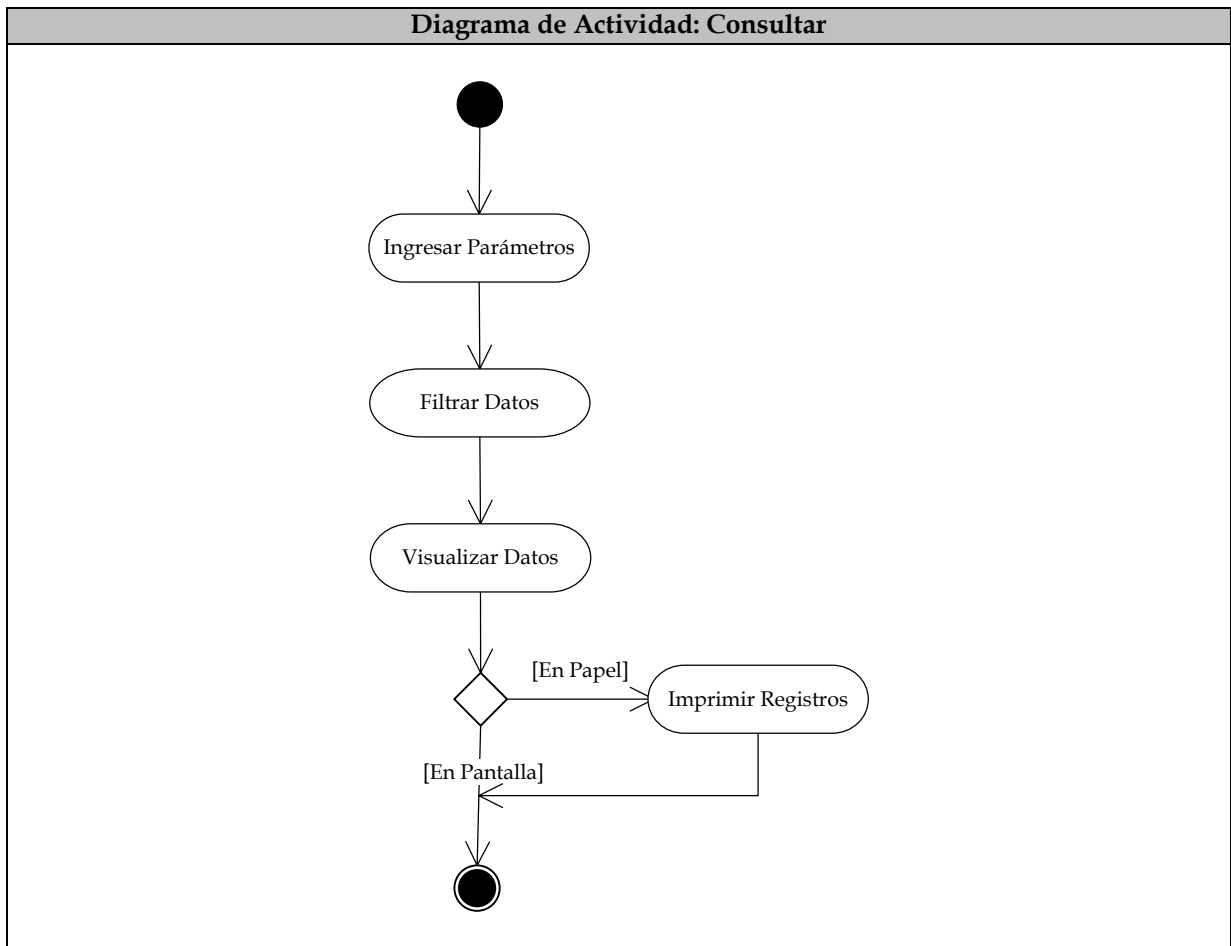 Diagrama de Actividad: Consultar
Ingresar Parámetros
Filtrar Datos
Visualizar Datos
[En Papel]
Imprimir Registros
[En Pantalla]